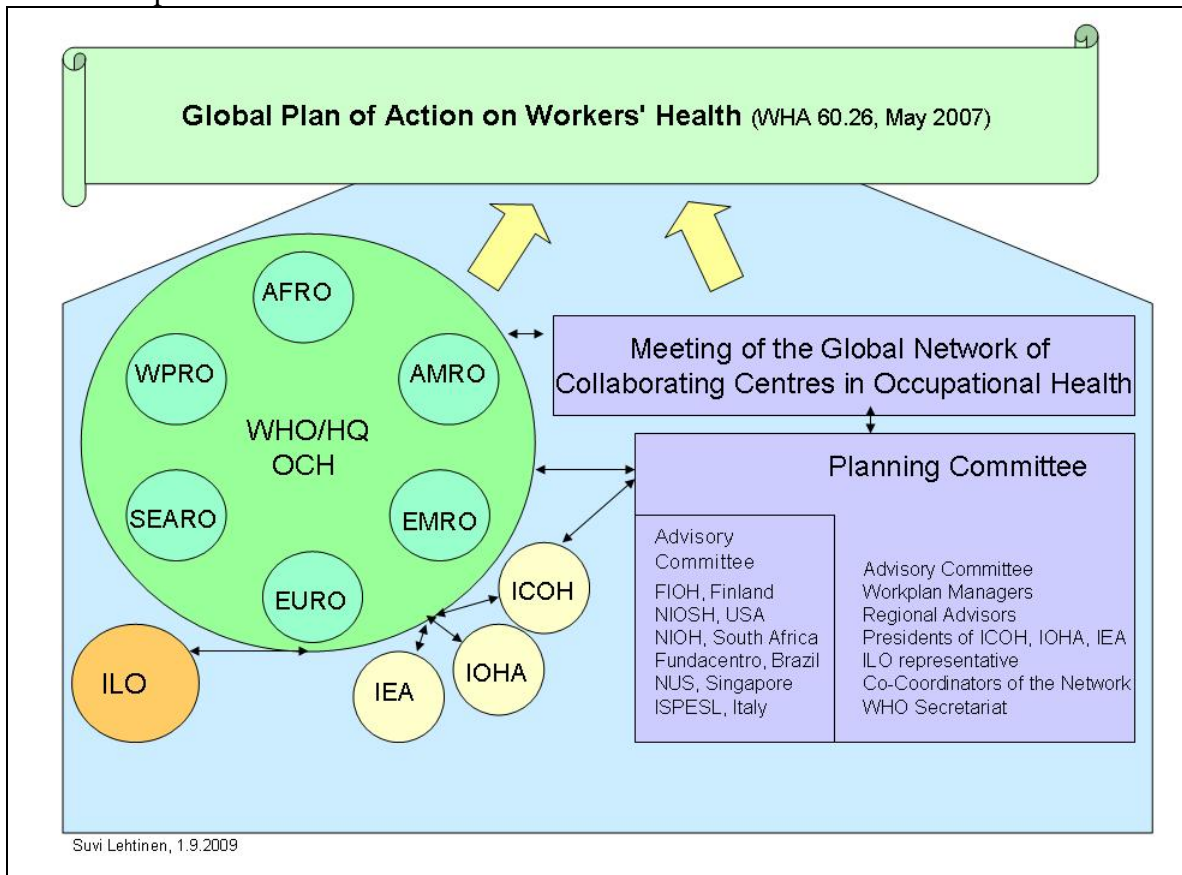 Global Plan of Action on Workers' Health (WHA 60.26, May 2007)
AFRO
WPRO
AMRO
WHO/HQ
OCH
SEARO
EMRO
EURO
ILO
IEA
IOHA
ICOH
Meeting of the Global Network of
Collaborating Centres in Occupational Health
Planning Committee
Advisory
Committee
FIOH, Finland
NIOSH, USA
NIOH, South Africa
Fundacentro, Brazil
NUS, Singapore
ISPESL, Italy
Advisory Committee
Workplan Managers
Regional Advisors
Presidents of ICOH, IOHA, IEA
ILO representative
Co-Coordinators of the Network
WHO Secretariat
Suvi Lehtinen, 1.9.2009